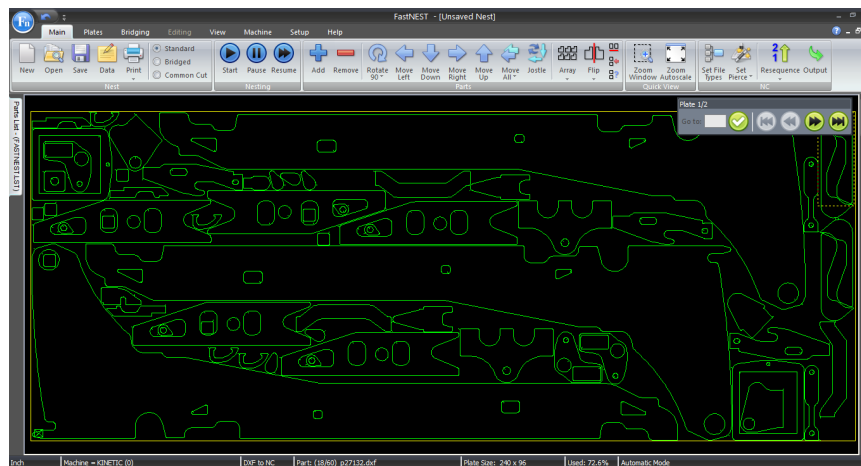 FastNEST - [Unsaved Nest]
Fn
Main Plates Bridging Editing View Machine Setup Help
Standard
Bridged
Common Cut
New Open Save Data Print
Start Pause Resume
Add Remove Rotate 90° Move Left Move Down Move Right Move Up Move All Jostle Array Flip
Zoom Window Zoom Autoscale
Set File Types Set Pierce Resequence Output
Nest Nesting Parts Quick View NC
Parts List - (FASTNEST.LST)
Plate 1/2
Go to:
Inch Machine = KINETIC (0) DXF to NC Part: (18/60) p27132.dxf Plate Size: 240 x 96 Used: 72.6% Automatic Mode